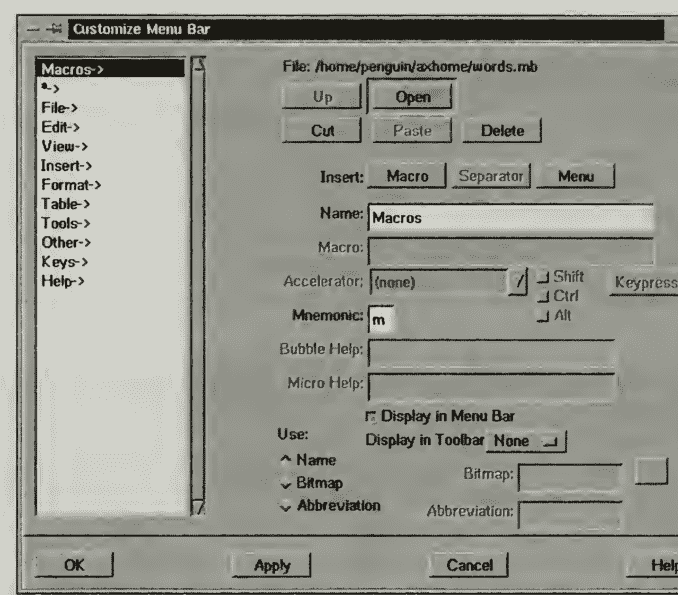 Customize Menu Bar
Macros->
*->
File->
Edit->
View->
Insert->
Format->
Table->
Tools->
Other->
Keys->
Help->
File: /home/penguin/axhome/words.mb
Up Open
Cut Paste Delete
Insert: Macro Separator Menu
Name: Macros
Macro:
Accelerator: (none) Shift Keypress
Ctrl
Mnemonic: m Alt
Bubble Help:
Micro Help:
Display in Menu Bar
Use: Display in Toolbar None
Name
Bitmap Bitmap:
Abbreviation Abbreviation:
OK Apply Cancel Help